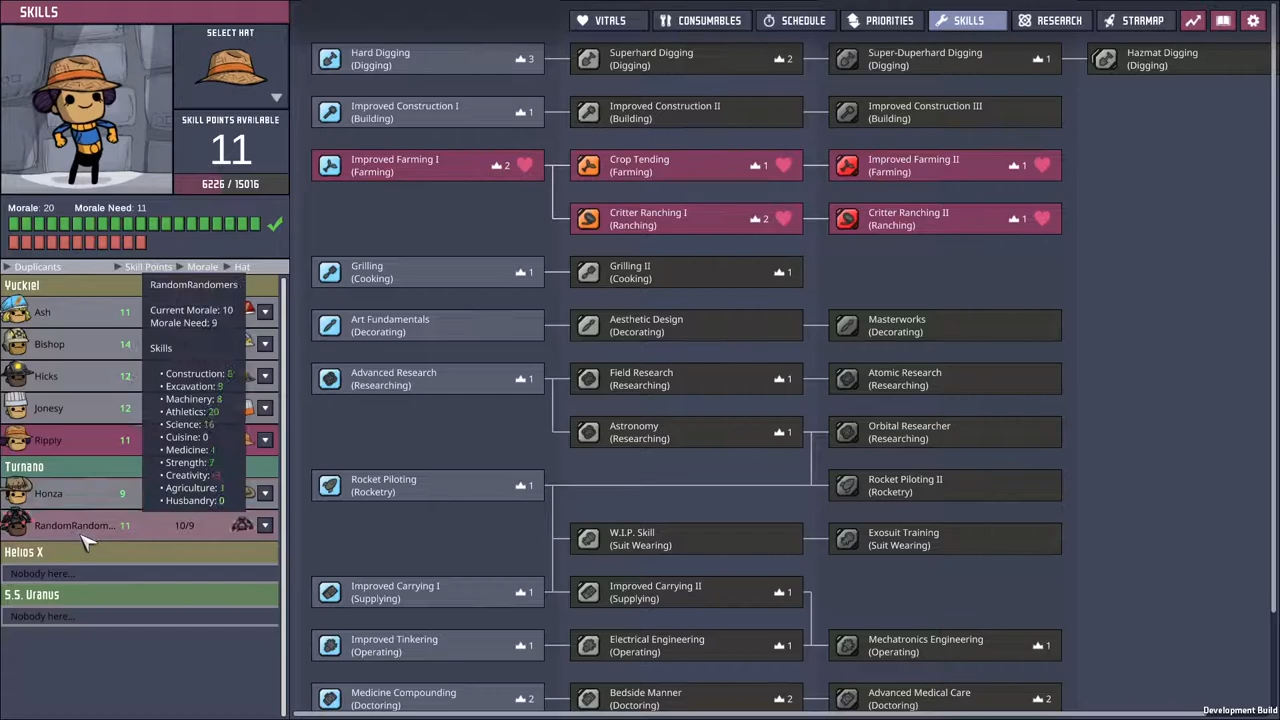 SKILLS
SELECT HAT
SKILL POINTS AVAILABLE
11
6226 / 15016
Morale: 20 Morale Need: 11
Duplicants Skill Points Morale Hat
Yuckiel
Ash 11
Bishop 14
Hicks 12
Jonesy 12
Ripply 11
Turnano
Honza 9
RandomRandom... 11 10/9
Helios X
Nobody here...
S.S. Uranus
Nobody here...
RandomRandomers
Current Morale: 10
Morale Need: 9
Skills
• Construction: 8
• Excavation: 9
• Machinery: 8
• Athletics: 20
• Science: 16
• Cuisine: 0
• Medicine: 4
• Strength: 7
• Creativity:
• Agriculture:
• Husbandry: 0
VITALS
CONSUMABLES
SCHEDULE
PRIORITIES
SKILLS
RESEARCH
STARMAP
Hard Digging
(Digging)
3
Superhard Digging
(Digging)
2
Super-Duperhard Digging
(Digging)
1
Hazmat Digging
(Digging)
Improved Construction I
(Building)
1
Improved Construction II
(Building)
Improved Construction III
(Building)
Improved Farming I
(Farming)
2
Crop Tending
(Farming)
1
Improved Farming II
(Farming)
1
Critter Ranching I
(Ranching)
2
Critter Ranching II
(Ranching)
1
Grilling
(Cooking)
1
Grilling II
(Cooking)
1
Art Fundamentals
(Decorating)
Aesthetic Design
(Decorating)
Masterworks
(Decorating)
Advanced Research
(Researching)
1
Field Research
(Researching)
1
Atomic Research
(Researching)
Astronomy
(Researching)
1
Orbital Researcher
(Researching)
Rocket Piloting
(Rocketry)
1
Rocket Piloting II
(Rocketry)
W.I.P. Skill
(Suit Wearing)
Exosuit Training
(Suit Wearing)
Improved Carrying I
(Supplying)
1
Improved Carrying II
(Supplying)
1
Improved Tinkering
(Operating)
1
Electrical Engineering
(Operating)
1
Mechatronics Engineering
(Operating)
1
Medicine Compounding
(Doctoring)
2
Bedside Manner
(Doctoring)
2
Advanced Medical Care
(Doctoring)
2
Development Build